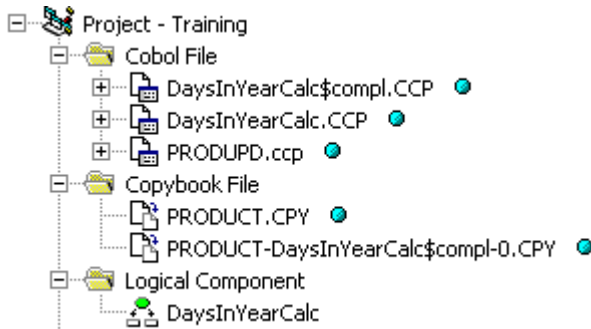 Project - Training
Cobol File
DaysInYearCalc$compl.CCP
DaysInYearCalc.CCP
PRODUPD.ccp
Copybook File
PRODUCT.CPY
PRODUCT-DaysInYearCalc$compl-0.CPY
Logical Component
DaysInYearCalc